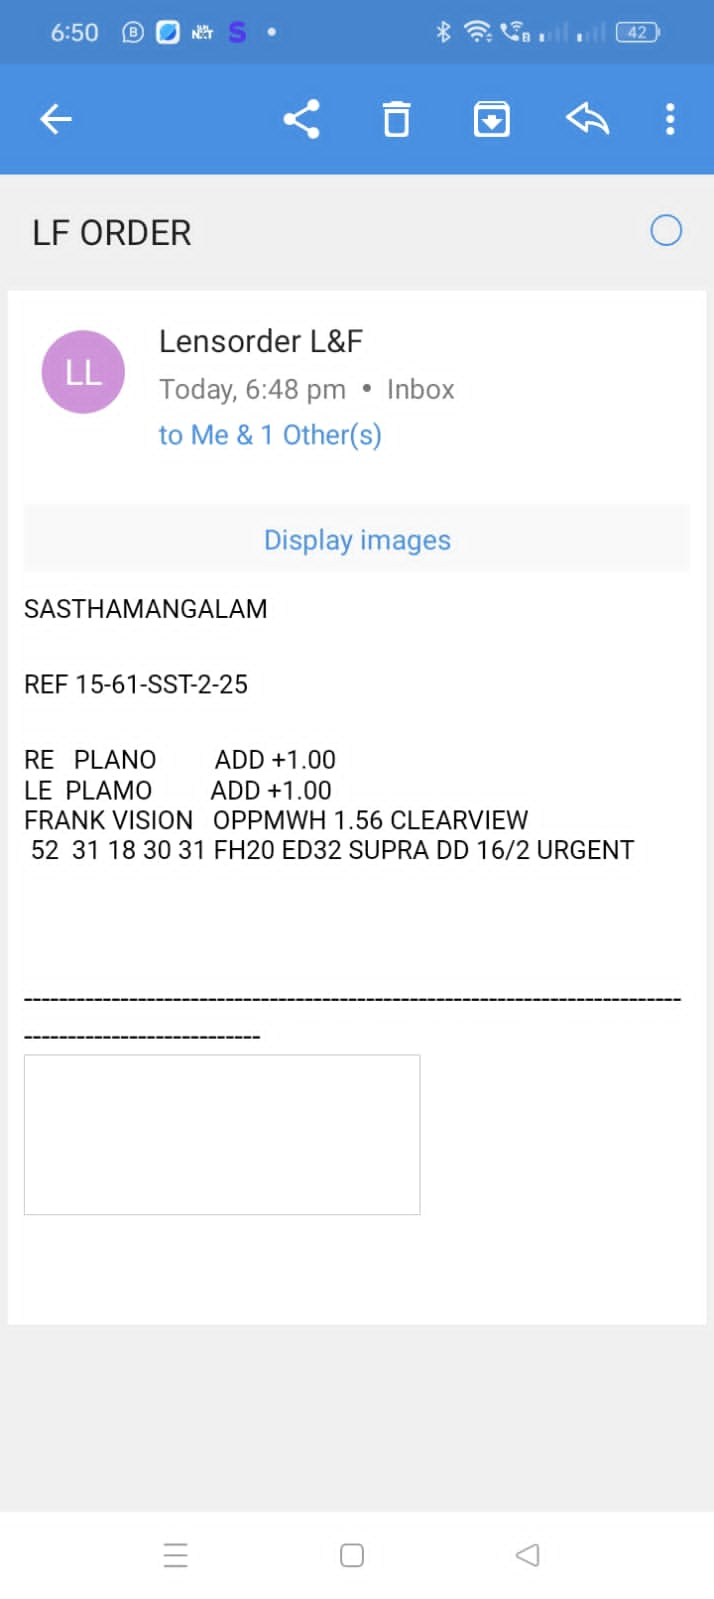 6:50
42
LF ORDER
LL
Lensorder L&F
Today, 6:48 pm • Inbox
to Me & 1 Other(s)
Display images
SASTHAMANGALAM
REF 15-61-SST-2-25
RE PLANO ADD +1.00
LE PLAMO ADD +1.00
FRANK VISION OPPMWH 1.56 CLEARVIEW
52 31 18 30 31 FH20 ED32 SUPRA DD 16/2 URGENT